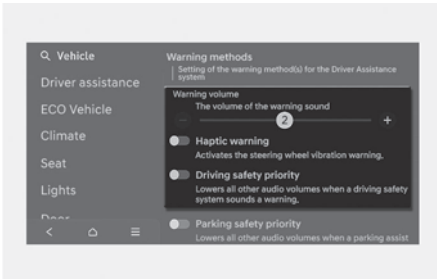 Vehicle
Driver assistance
ECO Vehicle
Climate
Seat
Lights
Door
Warning methods
Setting of the warning method(s) for the Driver Assistance
system
Warning volume
The volume of the warning sound
2
Haptic warning
Activates the steering wheel vibration warning.
Driving safety priority
Lowers all other audio volumes when a driving safety
system sounds a warning.
Parking safety priority
Lowers all other audio volumes when a parking assist